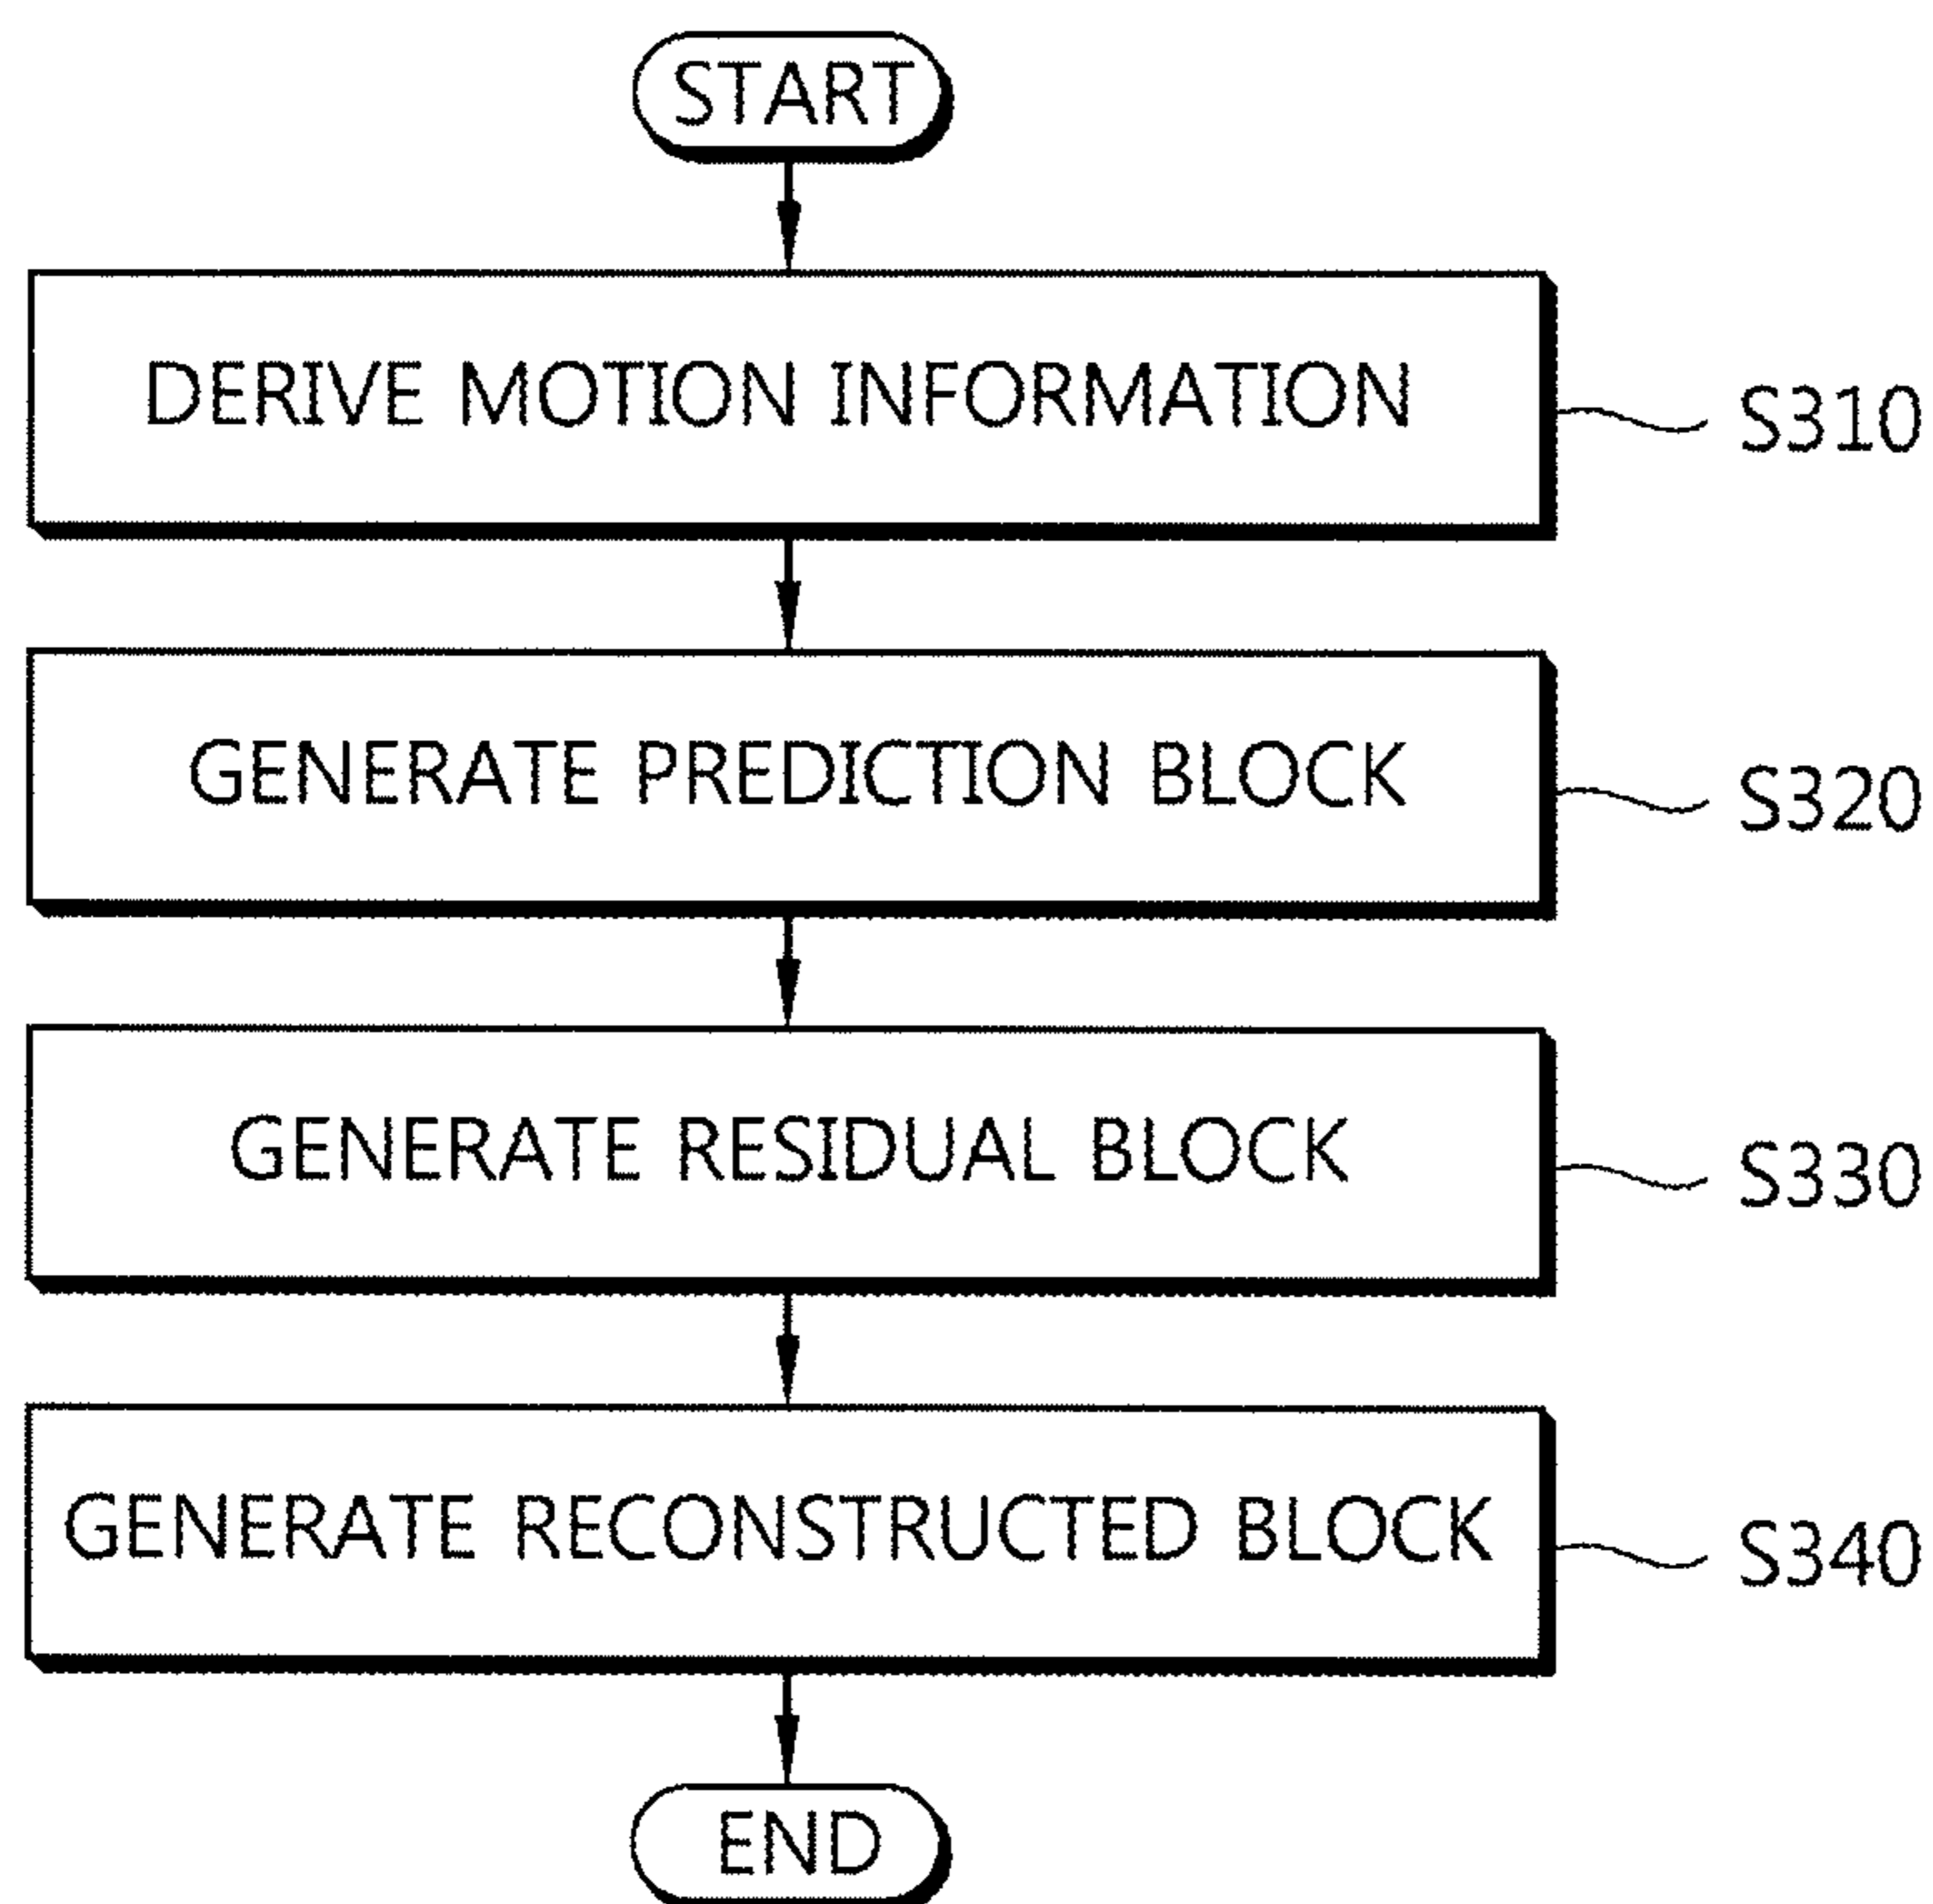 START
DERIVE MOTION INFORMATION
S310
GENERATE PREDICTION BLOCK
S320
GENERATE RESIDUAL BLOCK
S330
GENERATE RECONSTRUCTED BLOCK
S340
END